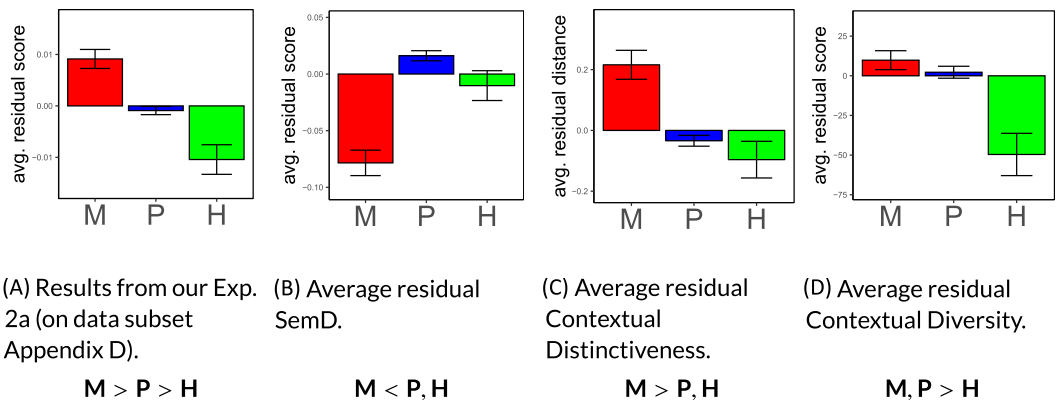 avg. residual score
0.01
0.00
−0.01
M P H
avg. residual score
0.05
0.00
−0.05
−0.10
M P H
avg. residual distance
0.2
0.0
−0.2
M P H
avg. residual score
25
0
−25
−50
−75
M P H
(A) Results from our Exp.
2a (on data subset
Appendix D).
M > P > H
(B) Average residual
SemD.
M < P, H
(C) Average residual
Contextual
Distinctiveness.
M > P, H
(D) Average residual
Contextual Diversity.
M, P > H